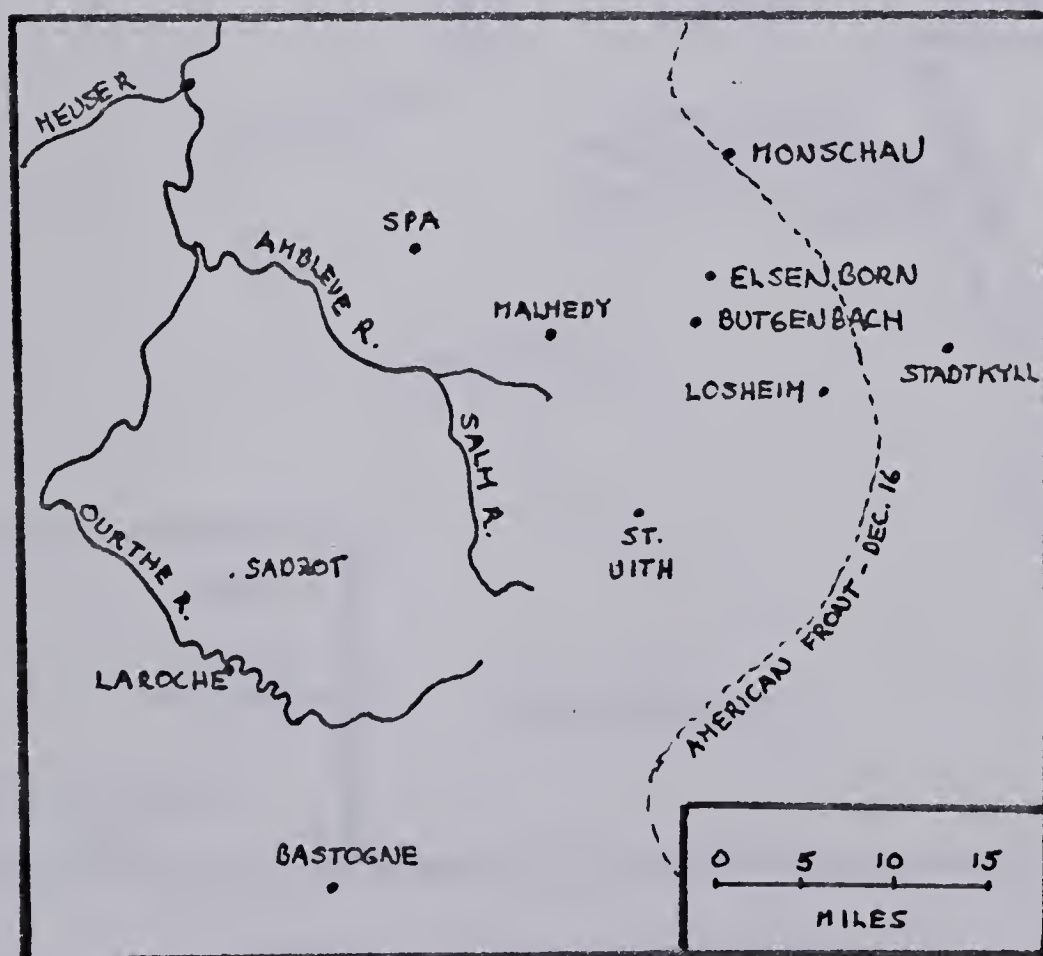 MEUSE R
MONSCHAU
SPA
AMBLEVE R.
ELSENBORN
MALMEDY
BUTGENBACH
STADTKYLL
LOSHEIM
SALM R.
OURTHE R.
SADZOT
ST.
VITH
LAROCHE
AMERICAN FRONT - DEC. 16
BASTOGNE
0 5 10 15
MILES